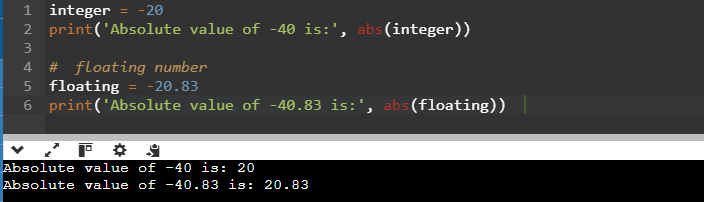 1 integer = -20
2 print('Absolute value of -40 is:', abs(integer))
3
4 #  floating number
5 floating = -20.83
6 print('Absolute value of -40.83 is:', abs(floating))
Absolute value of -40 is: 20
Absolute value of -40.83 is: 20.83